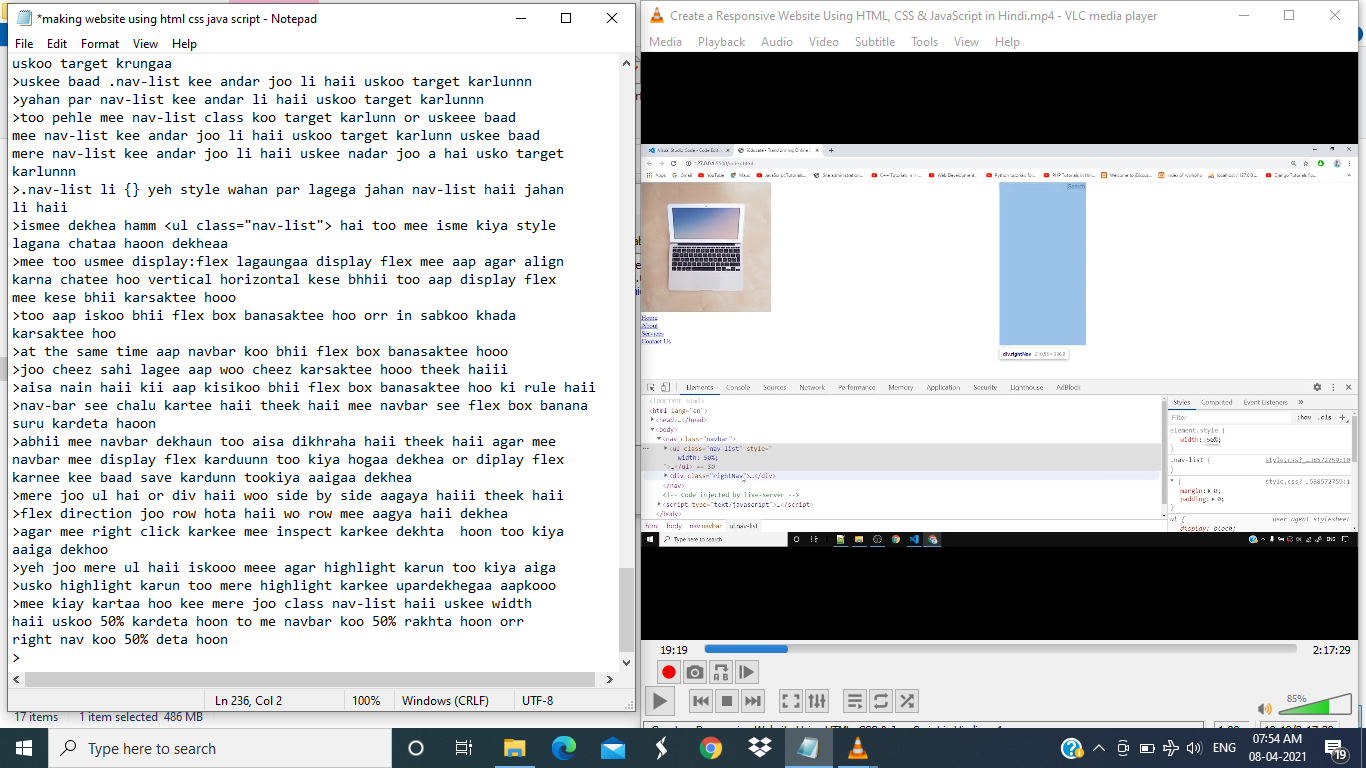 *making website using html css java script - Notepad
File Edit Format View Help
uskoo target krungaa
>uskee baad .nav-list kee andar joo li haii uskoo target karlunnn
>yahan par nav-list kee andar li haii uskoo target karlunnn
>too pehle mee nav-list class koo target karlunn or uskeee baad
mee nav-list kee andar joo li haii uskoo target karlunn uskee baad
mere nav-list kee andar joo li haii uskee nadar joo a hai usko target
karlunnn
>.nav-list li {} yeh style wahan par lagega jahan nav-list haii jahan
li haii
>ismee dekhea hamm <ul class="nav-list"> hai too mee isme kiya style
lagana chataa haoon dekheaa
>mee too usmee display:flex lagaungaa display flex mee aap agar align
karna chatee hoo vertical horizontal kese bhhii too aap display flex
mee kese bhii karsaktee hooo
>too aap iskoo bhii flex box banasaktee hoo orr in sabkoo khada
karsaktee hoo
>at the same time aap navbar koo bhii flex box banasaktee hooo
>joo cheez sahi lagee aap woo cheez karsaktee hooo theek haiii
>aisa nain haii kii aap kisikoo bhii flex box banasaktee hoo ki rule haii
>nav-bar see chalu kartee haii theek haii mee navbar see flex box banana
suru kardeta haoon
>abhii mee navbar dekhaun too aisa dikhraha haii theek haii agar mee
navbar mee display flex karduunn too kiya hogaa dekhea or diplay flex
karnee kee baad save kardunn tookiya aaigaa dekhea
>mere joo ul hai or div haii woo side by side aagaya haiii theek haii
>flex direction joo row hota haii wo row mee aagya haii dekhea
>agar mee right click karkee mee inspect karkee dekhta  hoon too kiya
aaiga dekhoo
>yeh joo mere ul haii iskooo meee agar highlight karun too kiya aiga
>usko highlight karun too mere highlight karkee upardekhegaa aapkooo
>mee kiay kartaa hoo kee mere joo class nav-list haii uskee width
haii uskoo 50% kardeta hoon to me navbar koo 50% rakhta hoon orr
right nav koo 50% deta hoon
>
Ln 236, Col 2 100% Windows (CRLF) UTF-8
17 items 1 item selected 486 MB
Create a Responsive Website Using HTML, CSS & JavaScript in Hindi.mp4 - VLC media player
Media Playback Audio Video Subtitle Tools View Help
Home
About
Services
Contact Us
Search
div.rightNav
Elements Console Sources Network Performance Memory Application Security Lighthouse AdBlock
<!DOCTYPE html>
<html lang="en">
<head>…</head>
<body>
<nav class="navbar">
<ul class="nav-list" style="
width: 50%;
">…</ul> == $0
<div class="rightNav">…</div>
</nav>
<!-- Code injected by live-server -->
<script type="text/javascript">…</script>
</body>
html body nav.navbar ul.nav-list
Styles Computed Event Listeners »
Filter :hov .cls +
element.style {
width: 50%;
}
.nav-list {
}
* {
margin: 0;
padding: 0;
}
ul { user agent stylesheet
display: block;
Type here to search
19:19 2:17:29
85%
Type here to search
ENG
07:54 AM
08-04-2021
19